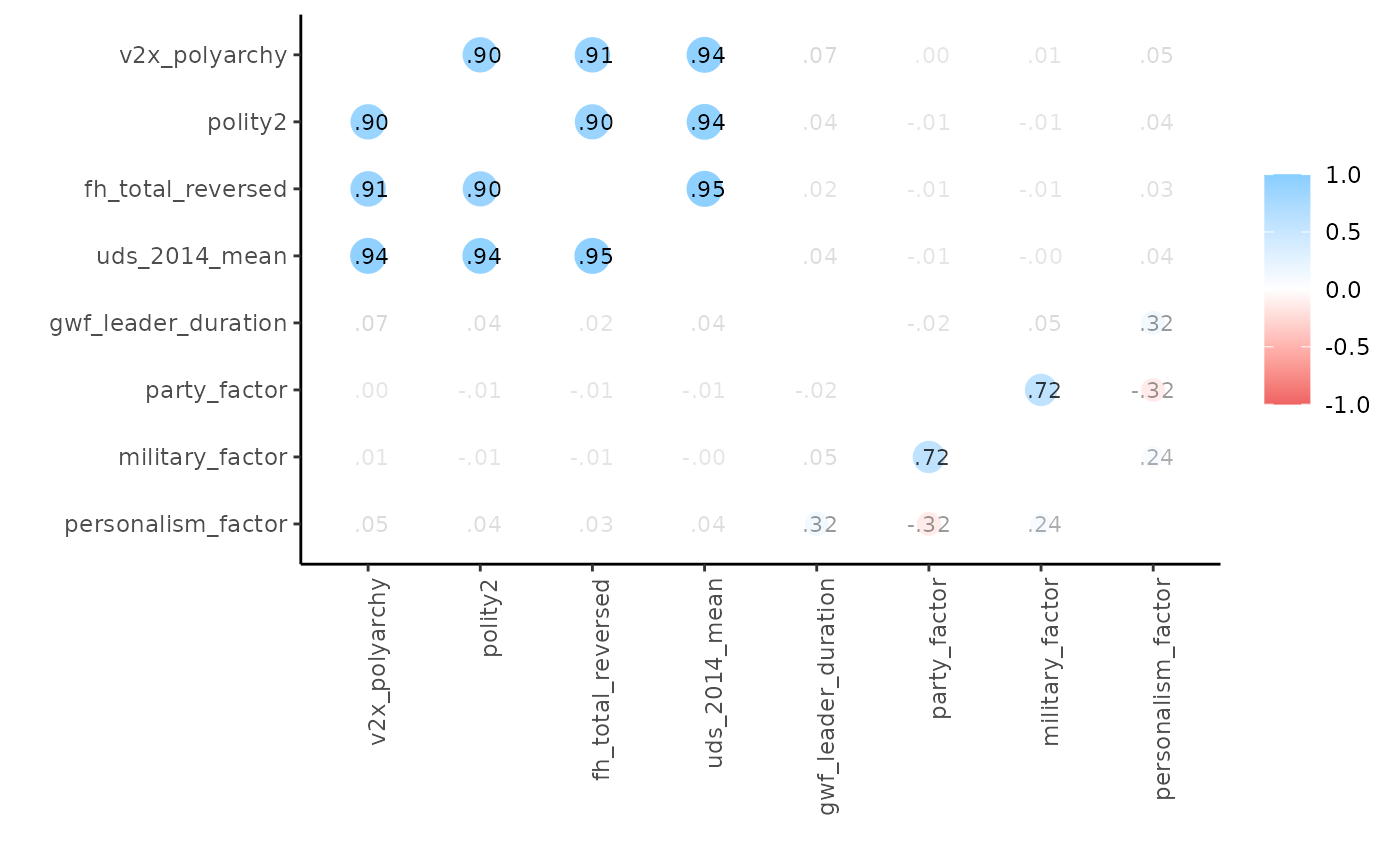 v2x_polyarchy .90 .91 .94 .07 .00 .01 .05
polity2 .90 .90 .94 .04 -.01 -.01 .04
fh_total_reversed .91 .90 .95 .02 -.01 -.01 .03
uds_2014_mean .94 .94 .95 .04 -.01 -.00 .04
gwf_leader_duration .07 .04 .02 .04 -.02 .05 .32
party_factor .00 -.01 -.01 -.01 -.02 .72 -.32
military_factor .01 -.01 -.01 -.00 .05 .72 .24
personalism_factor .05 .04 .03 .04 .32 -.32 .24
v2x_polyarchy
polity2
fh_total_reversed
uds_2014_mean
gwf_leader_duration
party_factor
military_factor
personalism_factor
1.0
0.5
0.0
-0.5
-1.0